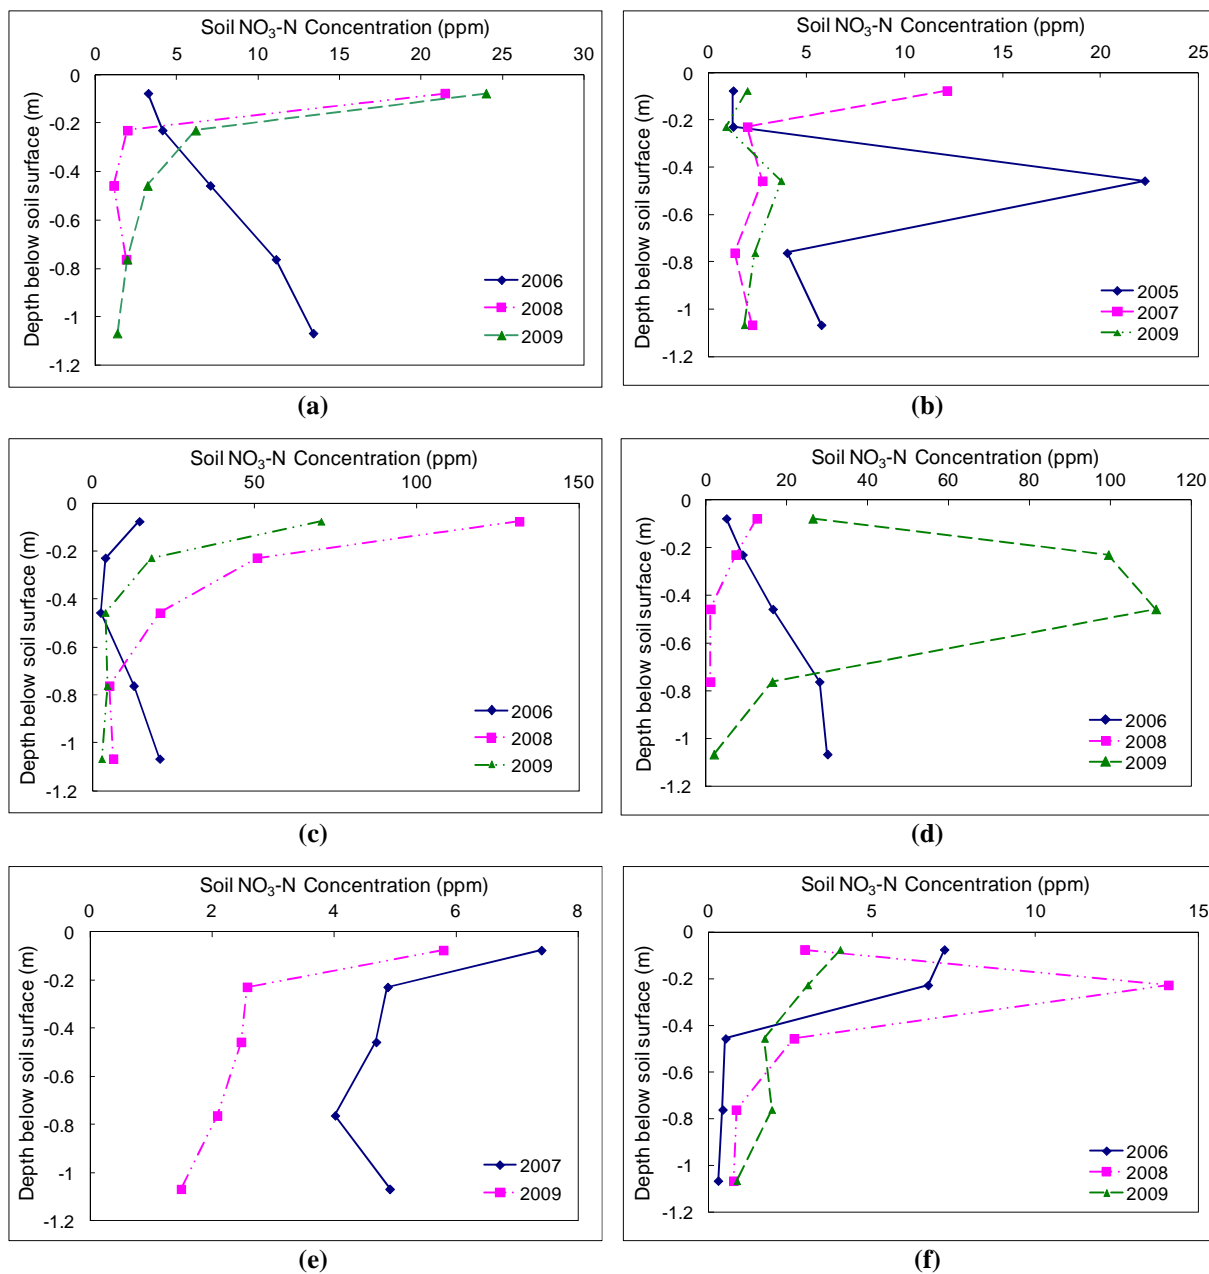 Soil NO₃-N Concentration (ppm)
0 5 10 15 20 25 30
Depth below soil surface (m)
0
-0.2
-0.4
-0.6
-0.8
-1
-1.2
2006
2008
2009
(a)
Soil NO₃-N Concentration (ppm)
0 5 10 15 20 25
Depth below soil surface (m)
0
-0.2
-0.4
-0.6
-0.8
-1
-1.2
2005
2007
2009
(b)
Soil NO₃-N Concentration (ppm)
0 50 100 150
Depth below soil surface (m)
0
-0.2
-0.4
-0.6
-0.8
-1
-1.2
2006
2008
2009
(c)
Soil NO₃-N Concentration (ppm)
0 20 40 60 80 100 120
Depth below soil surface (m)
0
-0.2
-0.4
-0.6
-0.8
-1
-1.2
2006
2008
2009
(d)
Soil NO₃-N Concentration (ppm)
0 2 4 6 8
Depth below soil surface (m)
0
-0.2
-0.4
-0.6
-0.8
-1
-1.2
2007
2009
(e)
Soil NO₃-N Concentration (ppm)
0 5 10 15
Depth below soil surface (m)
0
-0.2
-0.4
-0.6
-0.8
-1
-1.2
2006
2008
2009
(f)